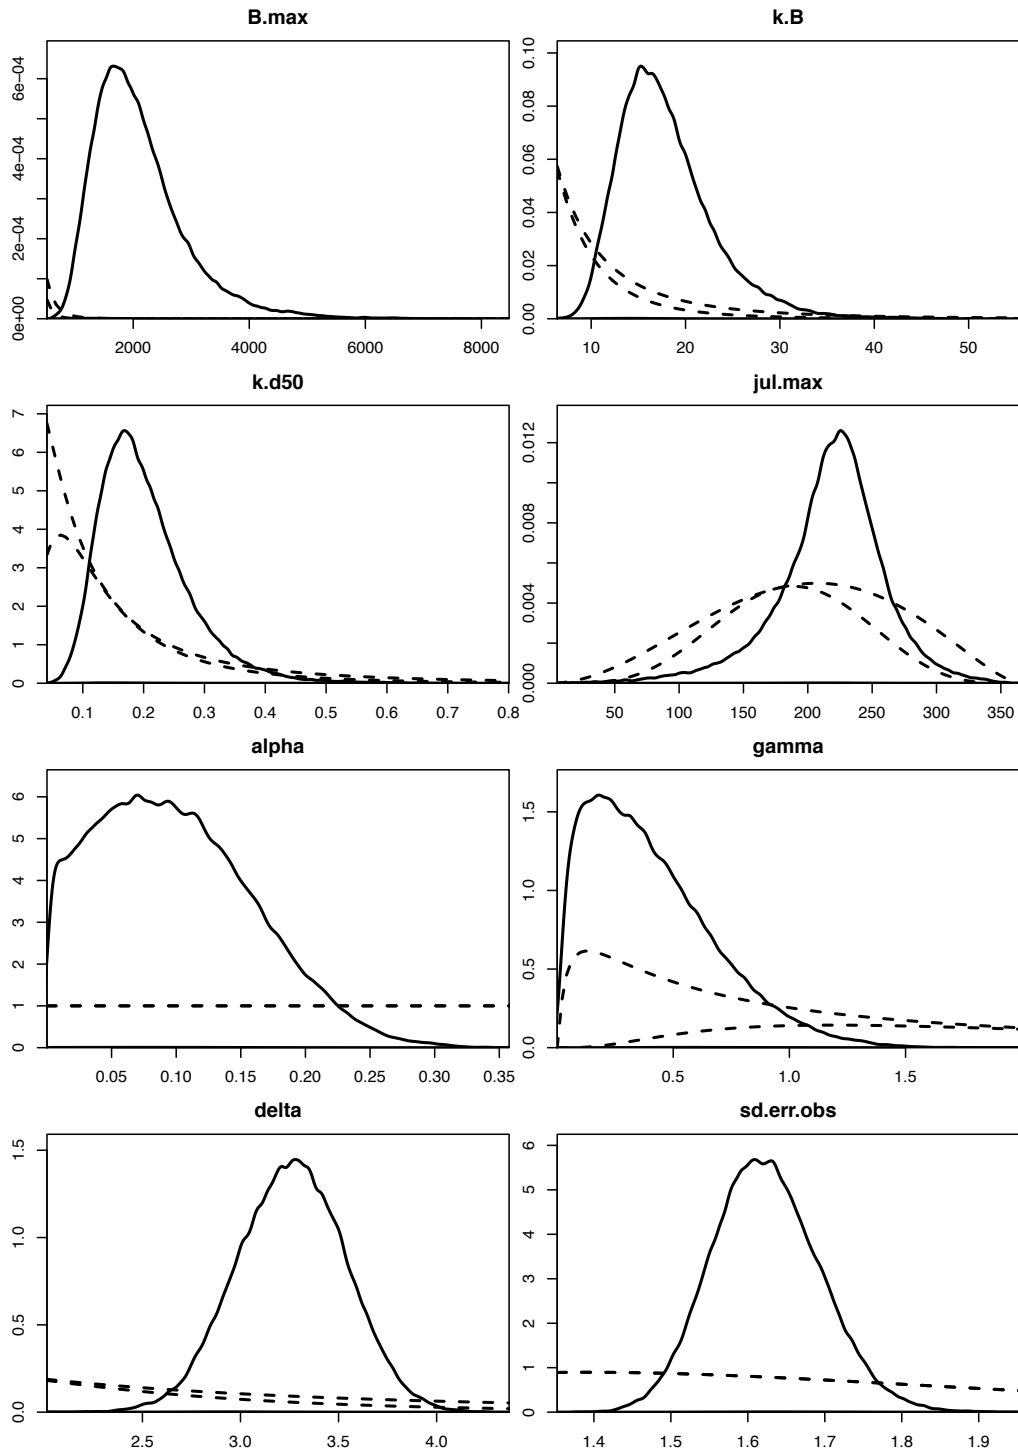 B.max
k.B
0e+00 2e−04 4e−04 6e−04
2000 4000 6000 8000
0.00 0.02 0.04 0.06 0.08 0.10
10 20 30 40 50
k.d50
jul.max
0 1 2 3 4 5 6 7
0.1 0.2 0.3 0.4 0.5 0.6 0.7 0.8
0.000 0.004 0.008 0.012
50 100 150 200 250 300 350
alpha
gamma
0 1 2 3 4 5 6
0.05 0.10 0.15 0.20 0.25 0.30 0.35
0.0 0.5 1.0 1.5
0.5 1.0 1.5
delta
sd.err.obs
0.0 0.5 1.0 1.5
2.5 3.0 3.5 4.0
0 1 2 3 4 5 6
1.4 1.5 1.6 1.7 1.8 1.9